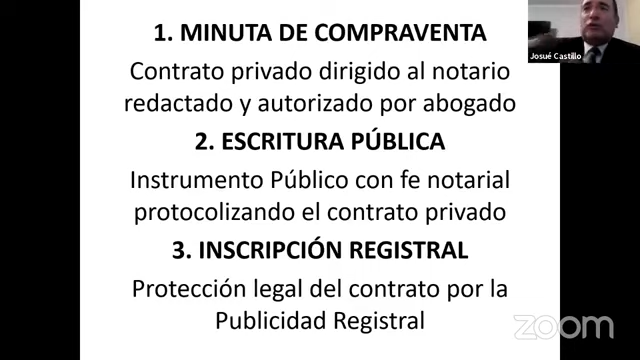 1. MINUTA DE COMPRAVENTA
Contrato privado dirigido al notario
redactado y autorizado por abogado
2. ESCRITURA PÚBLICA
Instrumento Público con fe notarial
protocolizando el contrato privado
3. INSCRIPCIÓN REGISTRAL
Protección legal del contrato por la
Publicidad Registral
Josué Castillo
zoom